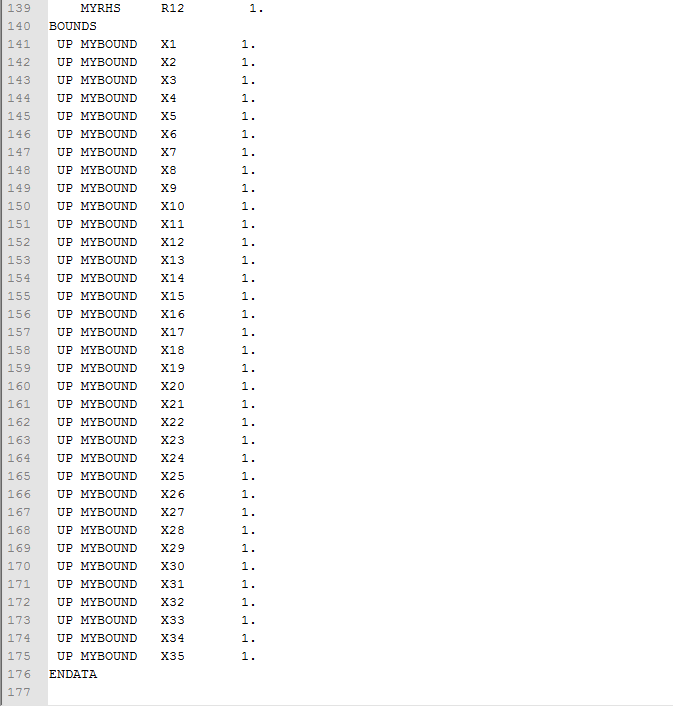 139     MYRHS     R12        1.
140 BOUNDS
141  UP MYBOUND   X1        1.
142  UP MYBOUND   X2        1.
143  UP MYBOUND   X3        1.
144  UP MYBOUND   X4        1.
145  UP MYBOUND   X5        1.
146  UP MYBOUND   X6        1.
147  UP MYBOUND   X7        1.
148  UP MYBOUND   X8        1.
149  UP MYBOUND   X9        1.
150  UP MYBOUND   X10       1.
151  UP MYBOUND   X11       1.
152  UP MYBOUND   X12       1.
153  UP MYBOUND   X13       1.
154  UP MYBOUND   X14       1.
155  UP MYBOUND   X15       1.
156  UP MYBOUND   X16       1.
157  UP MYBOUND   X17       1.
158  UP MYBOUND   X18       1.
159  UP MYBOUND   X19       1.
160  UP MYBOUND   X20       1.
161  UP MYBOUND   X21       1.
162  UP MYBOUND   X22       1.
163  UP MYBOUND   X23       1.
164  UP MYBOUND   X24       1.
165  UP MYBOUND   X25       1.
166  UP MYBOUND   X26       1.
167  UP MYBOUND   X27       1.
168  UP MYBOUND   X28       1.
169  UP MYBOUND   X29       1.
170  UP MYBOUND   X30       1.
171  UP MYBOUND   X31       1.
172  UP MYBOUND   X32       1.
173  UP MYBOUND   X33       1.
174  UP MYBOUND   X34       1.
175  UP MYBOUND   X35       1.
176 ENDATA
177